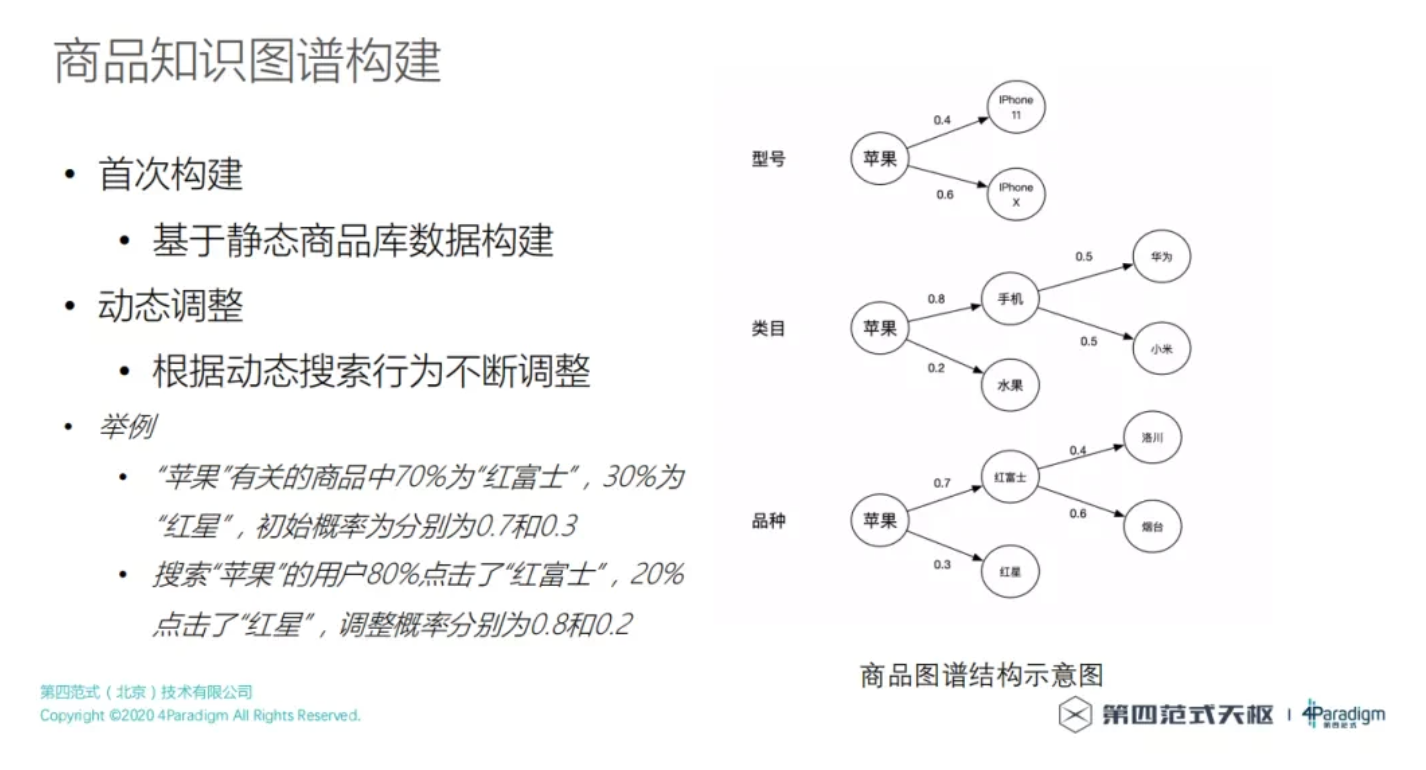 商品知识图谱构建
• 首次构建
• 基于静态商品库数据构建
• 动态调整
• 根据动态搜索行为不断调整
• 举例
• “苹果”有关的商品中70%为“红富士”，30%为
“红星”，初始概率为分别为0.7和0.3
• 搜索“苹果”的用户80%点击了“红富士”，20%
点击了“红星”，调整概率分别为0.8和0.2
型号
苹果
0.4
IPhone
11
0.6
IPhone
X
类目
苹果
0.8
手机
0.5
华为
0.5
小米
0.2
水果
品种
苹果
0.7
红富士
0.4
洛川
0.6
烟台
0.3
红星
商品图谱结构示意图
第四范式（北京）技术有限公司
Copyright ©2020 4Paradigm All Rights Reserved.
第四范式天枢
4Paradigm
第四范式